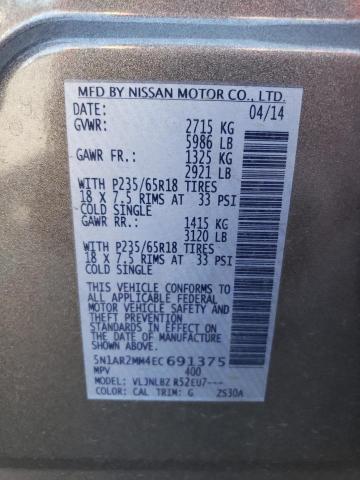 MFD BY NISSAN MOTOR CO., LTD.
DATE: 04/14
GVWR: 2715 KG
5986 LB
GAWR FR.: 1325 KG
2921 LB
WITH P235/65R18 TIRES
18 X 7.5 RIMS AT 33 PSI
COLD SINGLE
GAWR RR.: 1415 KG
3120 LB
WITH P235/65R18 TIRES
18 X 7.5 RIMS AT 33 PSI
COLD SINGLE
THIS VEHICLE CONFORMS TO
ALL APPLICABLE FEDERAL
MOTOR VEHICLE SAFETY
STANDARDS IN EFFECT ON
THE DATE OF MANUFACTURE
SHOWN ABOVE.
5N1AR2MM4EC691375
MPV 400
MODEL: VLJNLBZ R52EU7---
COLOR: CAL TRIM: G ZS30A